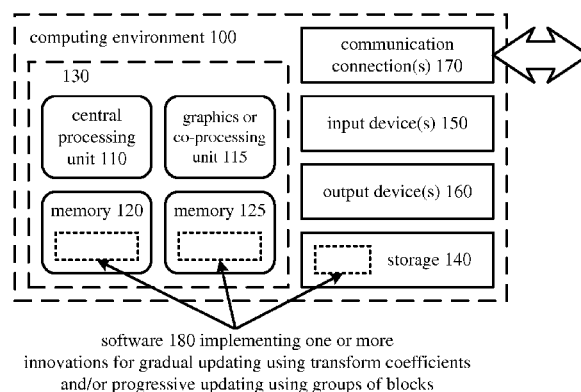 computing environment 100
130
central
processing
unit 110
graphics or
co-processing
unit 115
memory 120
memory 125
communication
connection(s) 170
input device(s) 150
output device(s) 160
storage 140
software 180 implementing one or more
innovations for gradual updating using transform coefficients
and/or progressive updating using groups of blocks